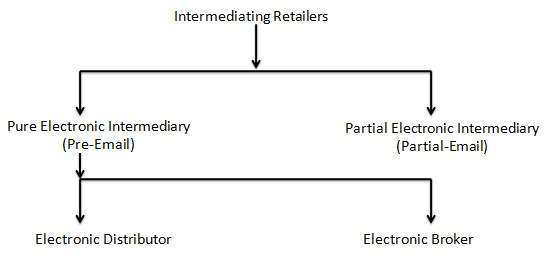 Intermediating Retailers
Pure Electronic Intermediary
(Pre-Email)
Partial Electronic Intermediary
(Partial-Email)
Electronic Distributor
Electronic Broker